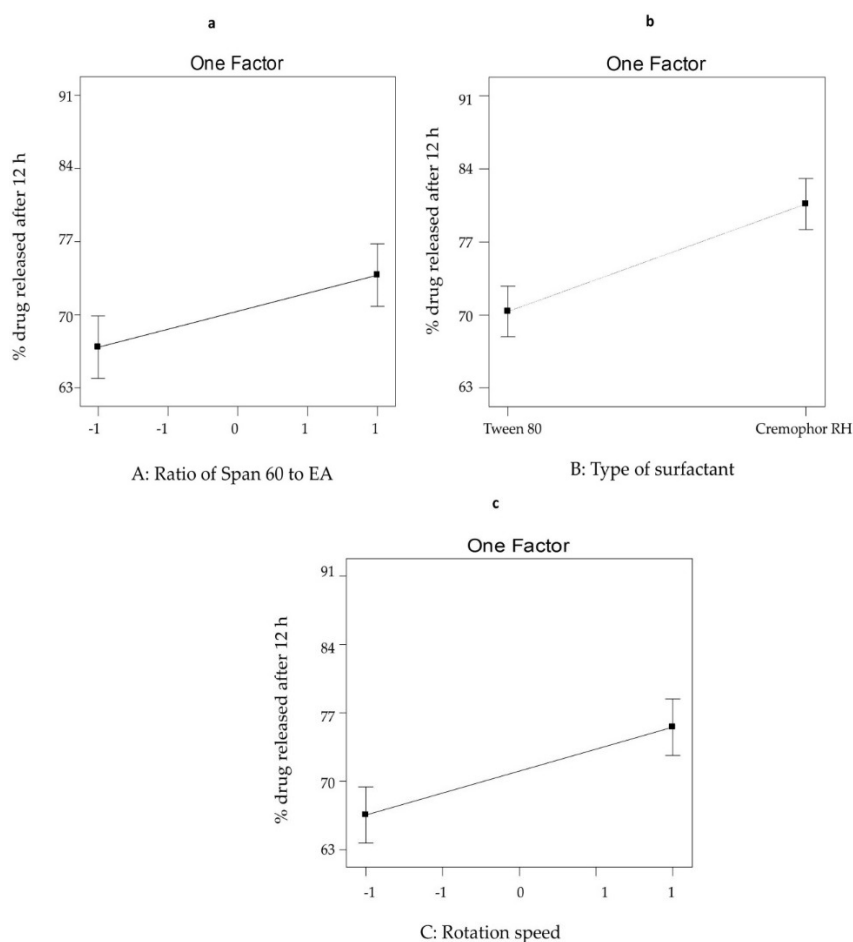 a
One Factor
% drug released after 12 h
91
84
77
70
63
-1 -1 0 1 1
A: Ratio of Span 60 to EA
b
One Factor
% drug released after 12 h
91
84
77
70
63
Tween 80 Cremophor RH
B: Type of surfactant
c
One Factor
% drug released after 12 h
91
84
77
70
63
-1 -1 0 1 1
C: Rotation speed